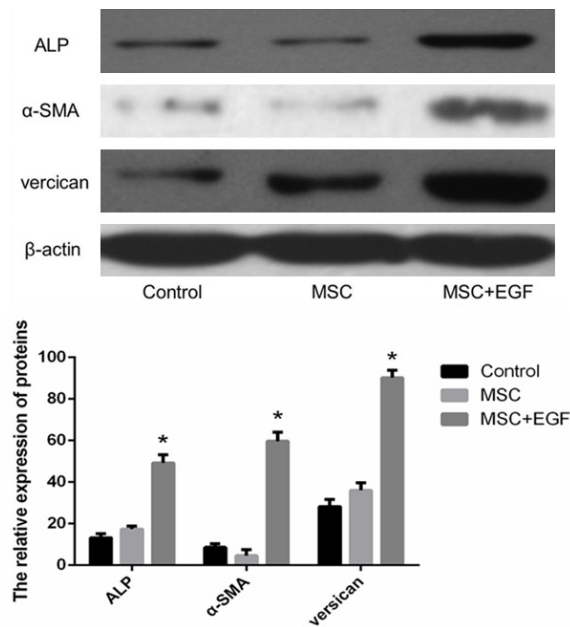 ALP
α-SMA
vercican
β-actin
Control MSC MSC+EGF
The relative expression of proteins
100
80
60
40
20
0
* * *
ALP α-SMA versican
Control
MSC
MSC+EGF